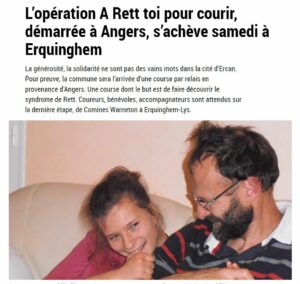 L’opération A Rett toi pour courir,
démarrée à Angers, s’achève samedi à
Erquinghem
La générosité, la solidarité ne sont pas des vains mots dans la cité d’Ercan.
Pour preuve, la commune sera l’arrivée d’une course par relais en
provenance d’Angers. Une course dont le but est de faire découvrir le
syndrome de Rett. Coureurs, bénévoles, accompagnateurs sont attendus sur
la dernière étape, de Comines Warneton à Erquinghem-Lys.